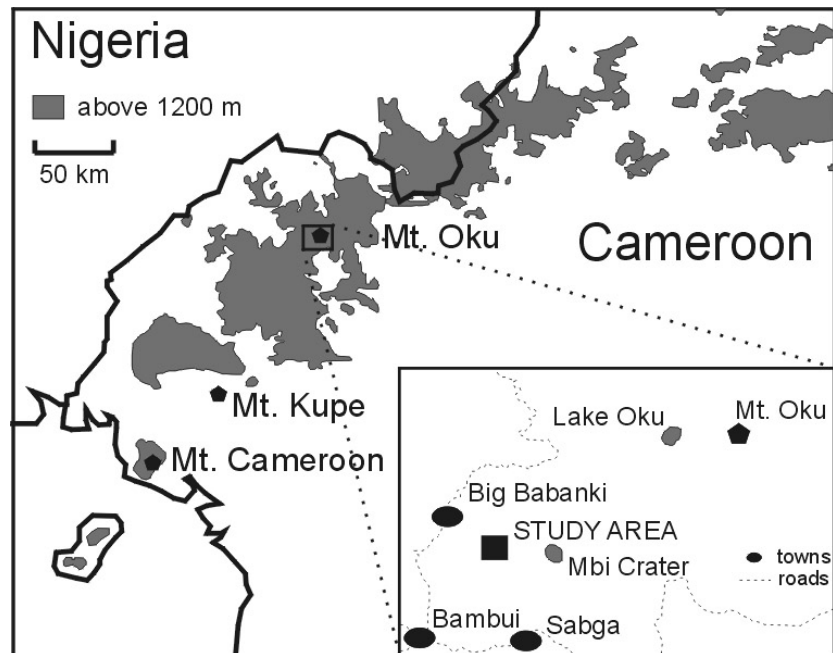 Nigeria
above 1200 m
50 km
Mt. Oku
Cameroon
Mt. Kupe
Mt. Cameroon
Lake Oku
Mt. Oku
Big Babanki
STUDY AREA
Mbi Crater
towns
roads
Bambui
Sabga